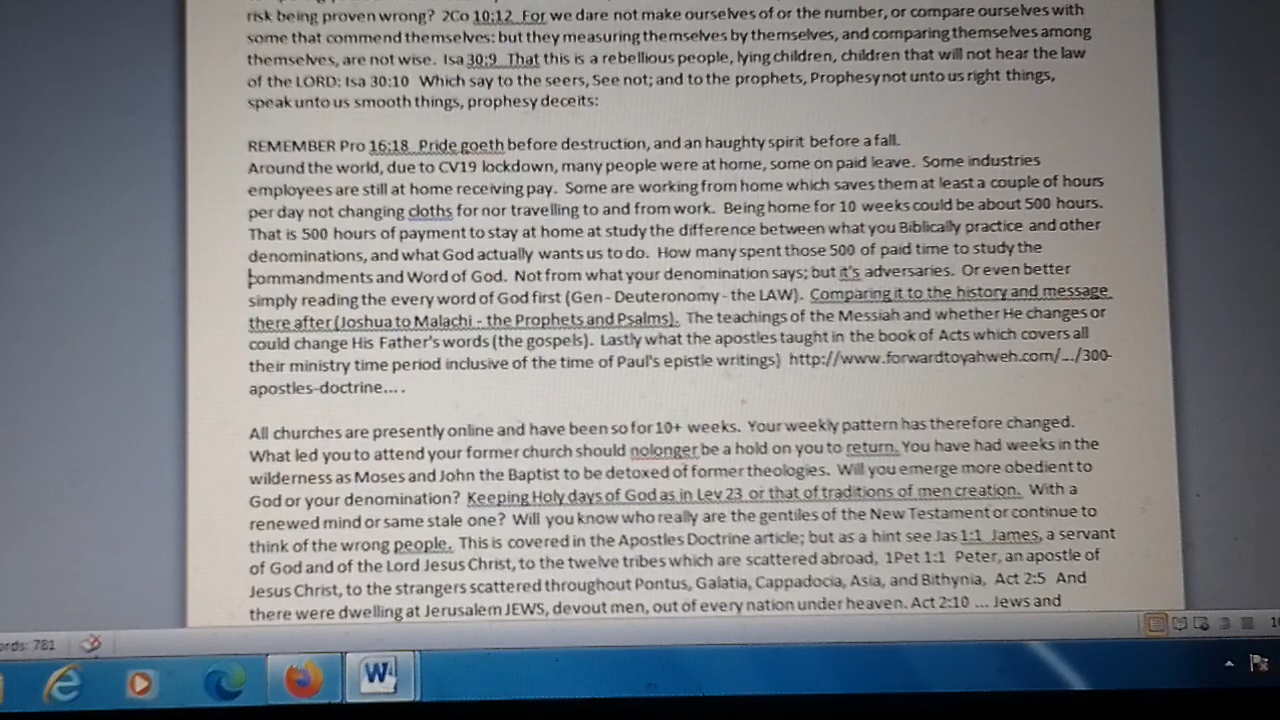 risk being proven wrong? 2Co 10:12 For we dare not make ourselves of or the number, or compare ourselves with
some that commend themselves: but they measuring themselves by themselves, and comparing themselves among
themselves, are not wise. Isa 30:9 That this is a rebellious people, lying children, children that will not hear the law
of the LORD: Isa 30:10 Which say to the seers, See not; and to the prophets, Prophesy not unto us right things,
speak unto us smooth things, prophesy deceits:
REMEMBER Pro 16:18 Pride goeth before destruction, and an haughty spirit before a fall.
Around the world, due to CV19 lockdown, many people were at home, some on paid leave. Some industries
employees are still at home receiving pay. Some are working from home which saves them at least a couple of hours
per day not changing cloths for nor travelling to and from work. Being home for 10 weeks could be about 500 hours.
That is 500 hours of payment to stay at home at study the difference between what you Biblically practice and other
denominations, and what God actually wants us to do. How many spent those 500 of paid time to study the
commandments and Word of God. Not from what your denomination says; but it's adversaries. Or even better
simply reading the every word of God first (Gen - Deuteronomy - the LAW). Comparing it to the history and message
there after (Joshua to Malachi - the Prophets and Psalms). The teachings of the Messiah and whether He changes or
could change His Father's words (the gospels). Lastly what the apostles taught in the book of Acts which covers all
their ministry time period inclusive of the time of Paul's epistle writings) http://www.forwardtoyahweh.com/.../300-
apostles-doctrine... .
All churches are presently online and have been so for 10+ weeks. Your weekly pattern has therefore changed.
What led you to attend your former church should nolonger be a hold on you to return. You have had weeks in the
wilderness as Moses and John the Baptist to be detoxed of former theologies. Will you emerge more obedient to
God or your denomination? Keeping Holy days of God as in Lev 23 or that of traditions of men creation. With a
renewed mind or same stale one? Will you know who really are the gentiles of the New Testament or continue to
think of the wrong people. This is covered in the Apostles Doctrine article; but as a hint see Jas 1:1 James, a servant
of God and of the Lord Jesus Christ, to the twelve tribes which are scattered abroad, 1Pet 1:1 Peter, an apostle of
Jesus Christ, to the strangers scattered throughout Pontus, Galatia, Cappadocia, Asia, and Bithynia, Act 2:5 And
there were dwelling at Jerusalem JEWS, devout men, out of every nation under heaven. Act 2:10 ... Jews and
ords: 781